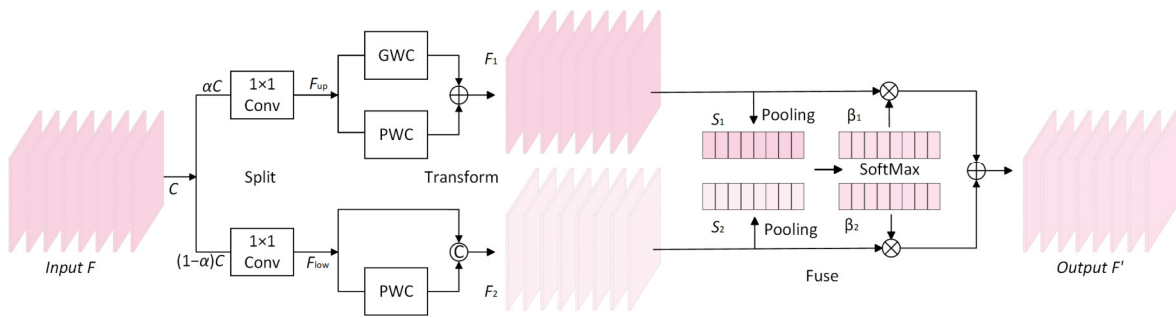 Input F
C
αC
1×1
Conv
F_up
GWC
PWC
F₁
Split
Transform
(1−α)C
1×1
Conv
F_low
PWC
C
F₂
S₁
Pooling
β₁
SoftMax
S₂
Pooling
β₂
Fuse
Output F'